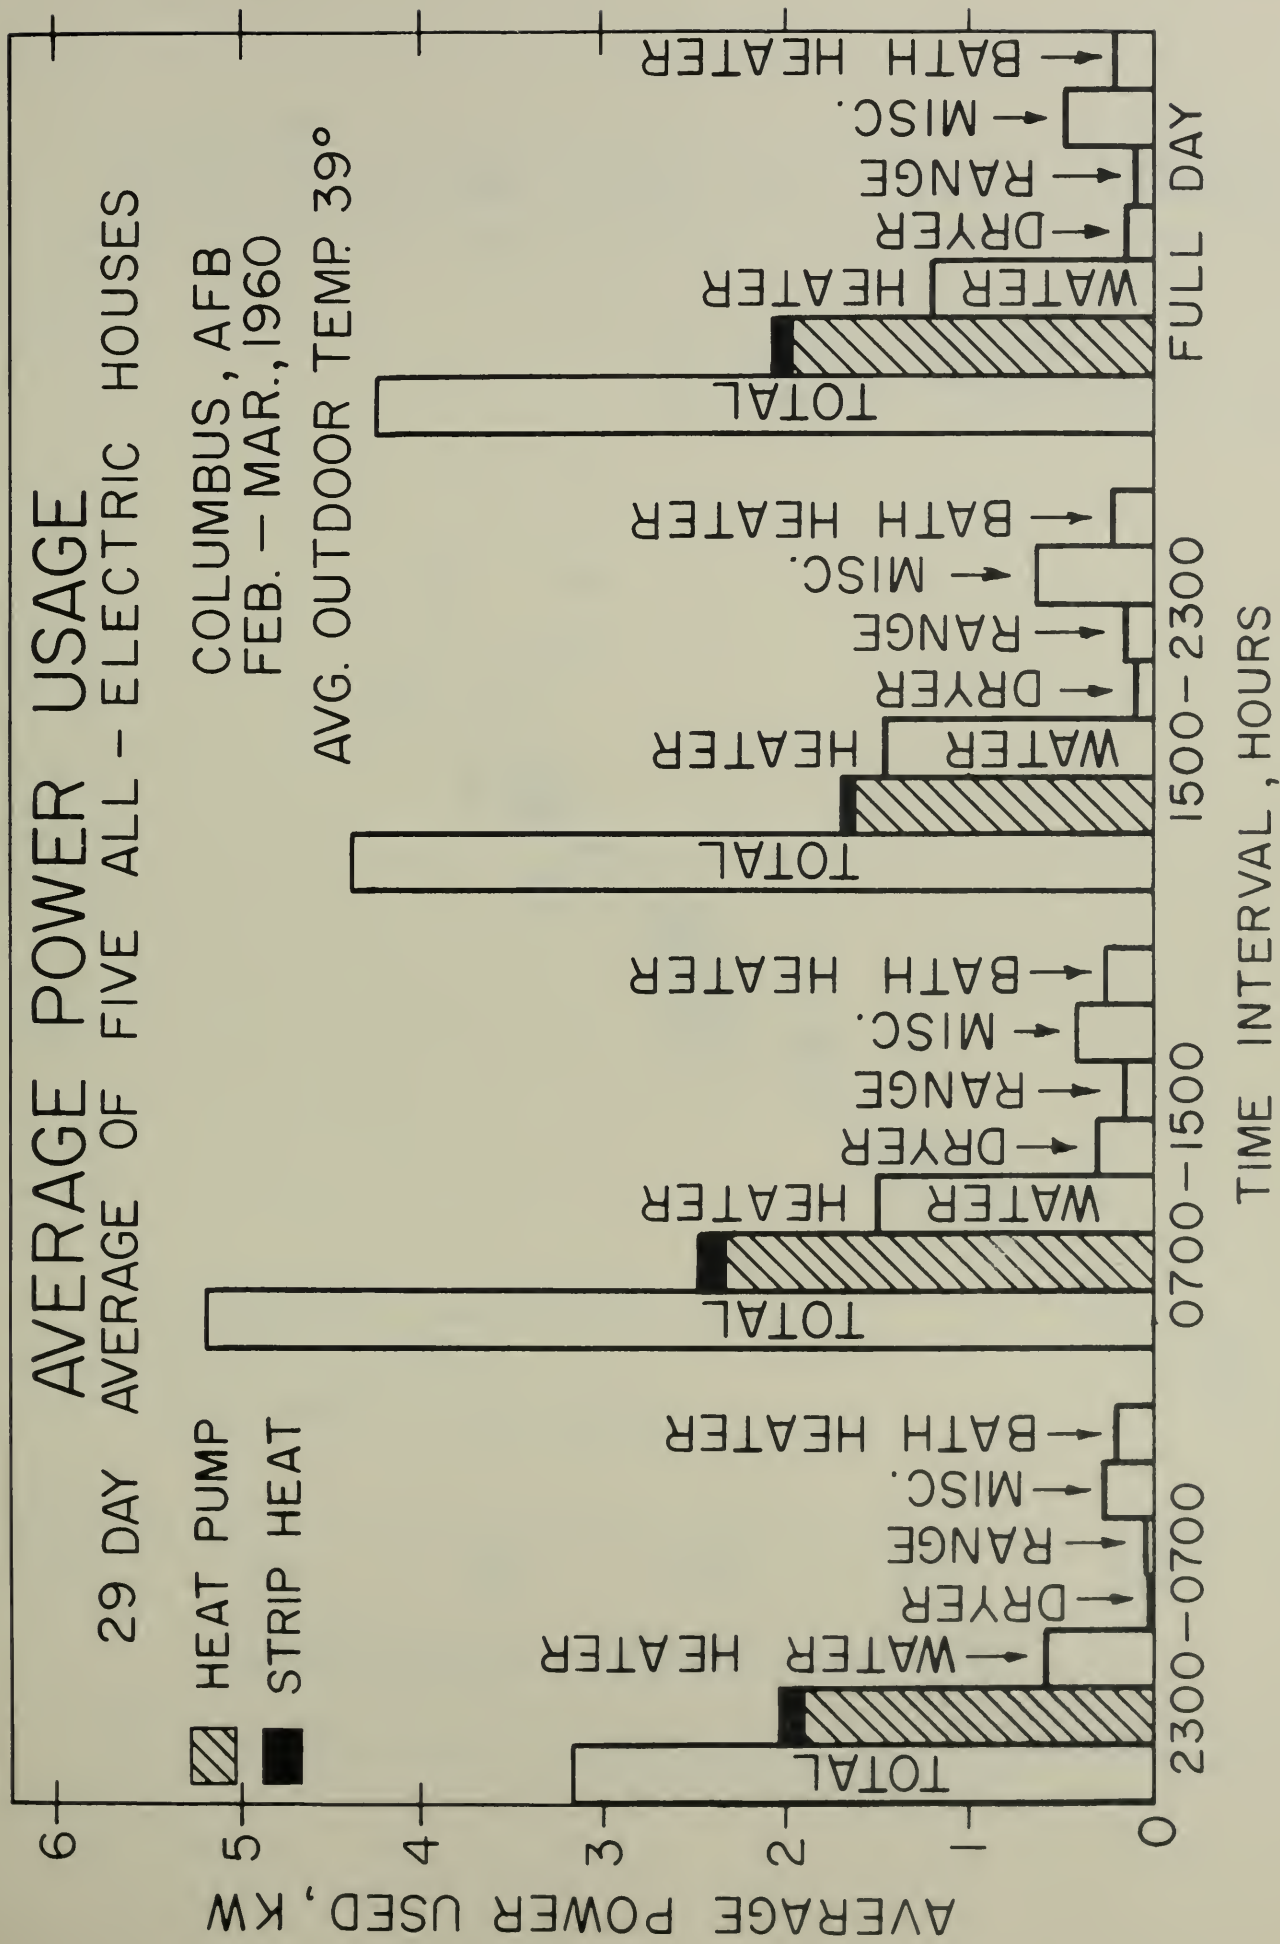 AVERAGE POWER USAGE
29 DAY AVERAGE OF FIVE ALL-ELECTRIC HOUSES
HEAT PUMP
STRIP HEAT
COLUMBUS, AFB
FEB.-MAR., 1960
AVG. OUTDOOR TEMP. 39°
AVERAGE POWER USED, KW
6
5
4
3
2
1
0
TOTAL
WATER HEATER
DRYER
RANGE
MISC.
BATH HEATER
TOTAL
WATER
HEATER
DRYER
RANGE
MISC.
BATH HEATER
TOTAL
WATER
HEATER
DRYER
RANGE
MISC.
BATH HEATER
TOTAL
WATER
HEATER
DRYER
RANGE
MISC.
BATH HEATER
2300-0700
0700-1500
1500-2300
FULL DAY
TIME INTERVAL, HOURS